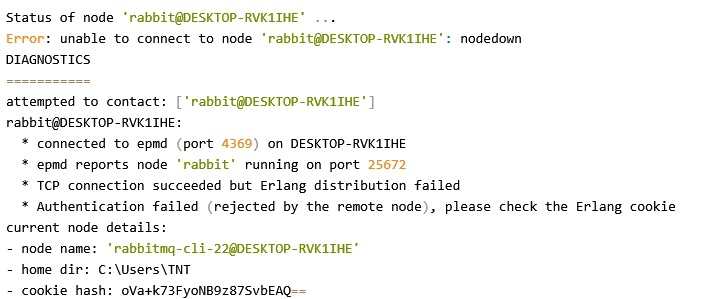 Status of node 'rabbit@DESKTOP-RVK1IHE' ...
Error: unable to connect to node 'rabbit@DESKTOP-RVK1IHE': nodedown
DIAGNOSTICS
===========
attempted to contact: ['rabbit@DESKTOP-RVK1IHE']
rabbit@DESKTOP-RVK1IHE:
  * connected to epmd (port 4369) on DESKTOP-RVK1IHE
  * epmd reports node 'rabbit' running on port 25672
  * TCP connection succeeded but Erlang distribution failed
  * Authentication failed (rejected by the remote node), please check the Erlang cookie
current node details:
- node name: 'rabbitmq-cli-22@DESKTOP-RVK1IHE'
- home dir: C:\Users\TNT
- cookie hash: oVa+k73FyoNB9z87SvbEAQ==